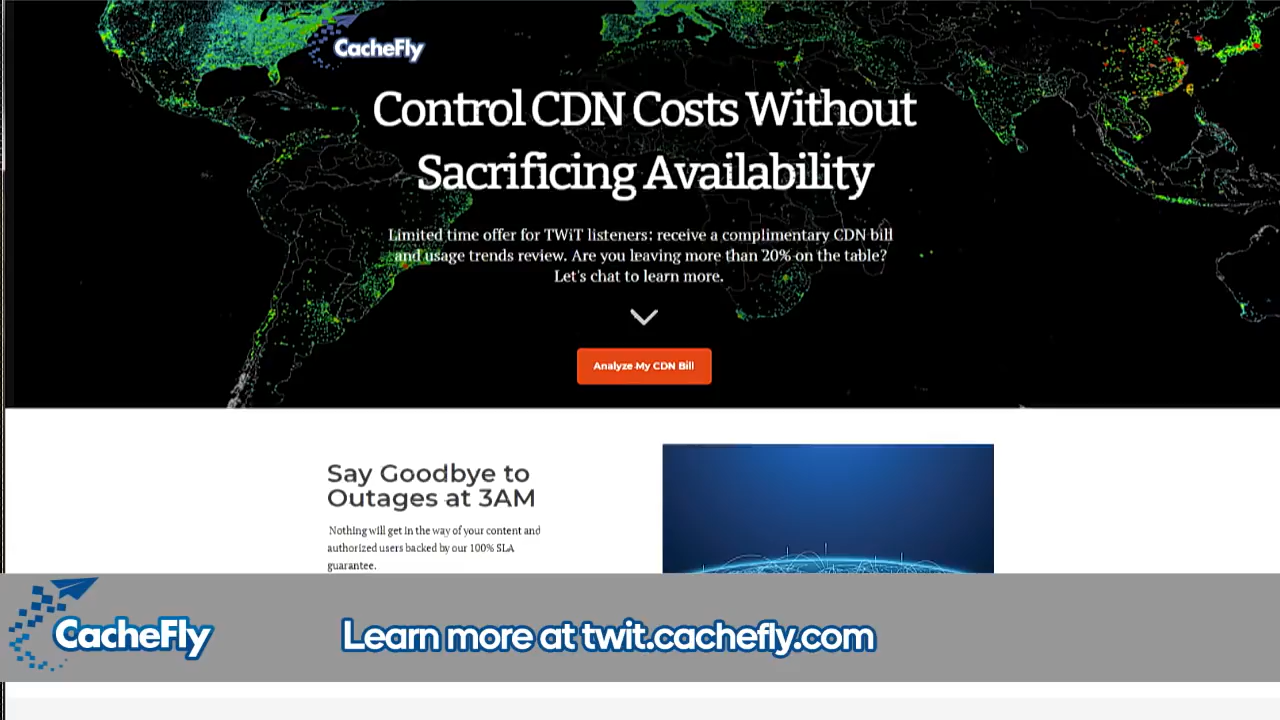 CacheFly
Control CDN Costs Without
Sacrificing Availability
Limited time offer for TWiT listeners: receive a complimentary CDN bill
and usage trends review. Are you leaving more than 20% on the table?
Let's chat to learn more.
Analyze My CDN Bill
Say Goodbye to
Outages at 3AM
Nothing will get in the way of your content and
authorized users backed by our 100% SLA
guarantee.
CacheFly
Learn more at twit.cachefly.com